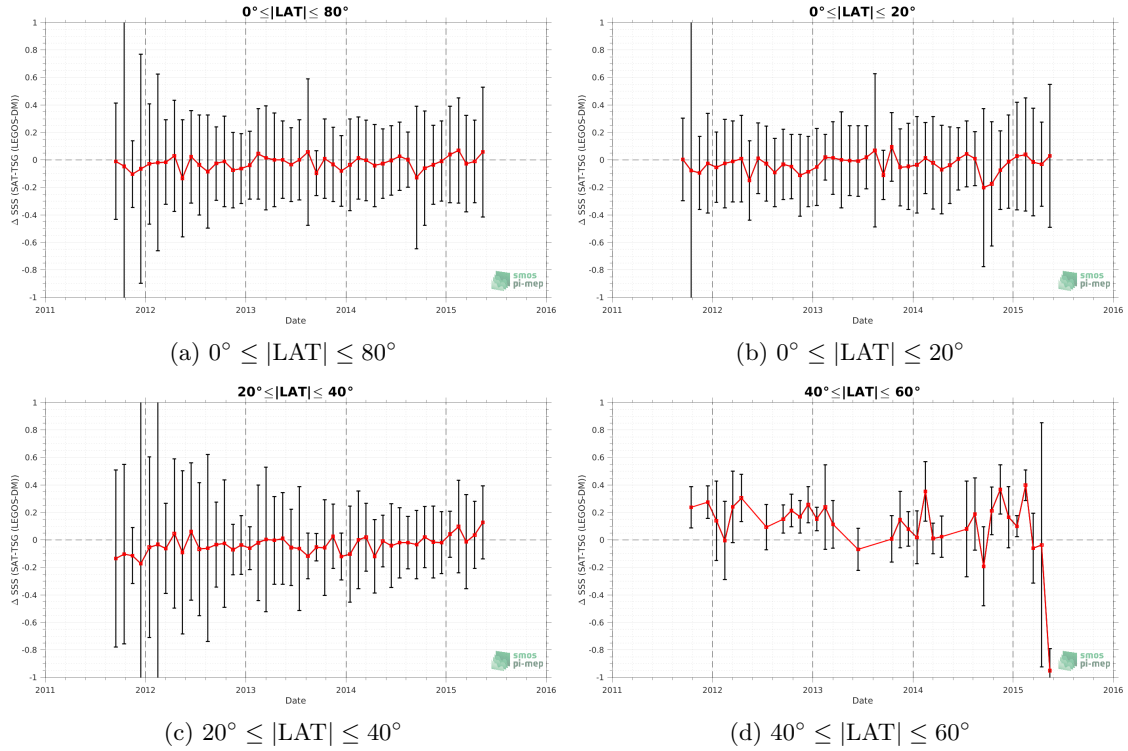 0°≤|LAT|≤ 80°
1
0.8
0.6
0.4
0.2
0
-0.2
-0.4
-0.6
-0.8
-1
Δ SSS (SAT-TSG (LEGOS-DM))
2011
2012
2013
2014
2015
2016
Date
smos
pi-mep
(a) 0° ≤ |LAT| ≤ 80°
0°≤|LAT|≤ 20°
1
0.8
0.6
0.4
0.2
0
-0.2
-0.4
-0.6
-0.8
-1
Δ SSS (SAT-TSG (LEGOS-DM))
2011
2012
2013
2014
2015
2016
Date
smos
pi-mep
(b) 0° ≤ |LAT| ≤ 20°
20°≤|LAT|≤ 40°
1
0.8
0.6
0.4
0.2
0
-0.2
-0.4
-0.6
-0.8
-1
Δ SSS (SAT-TSG (LEGOS-DM))
2011
2012
2013
2014
2015
2016
Date
smos
pi-mep
(c) 20° ≤ |LAT| ≤ 40°
40°≤|LAT|≤ 60°
1
0.8
0.6
0.4
0.2
0
-0.2
-0.4
-0.6
-0.8
-1
Δ SSS (SAT-TSG (LEGOS-DM))
2011
2012
2013
2014
2015
2016
Date
smos
pi-mep
(d) 40° ≤ |LAT| ≤ 60°